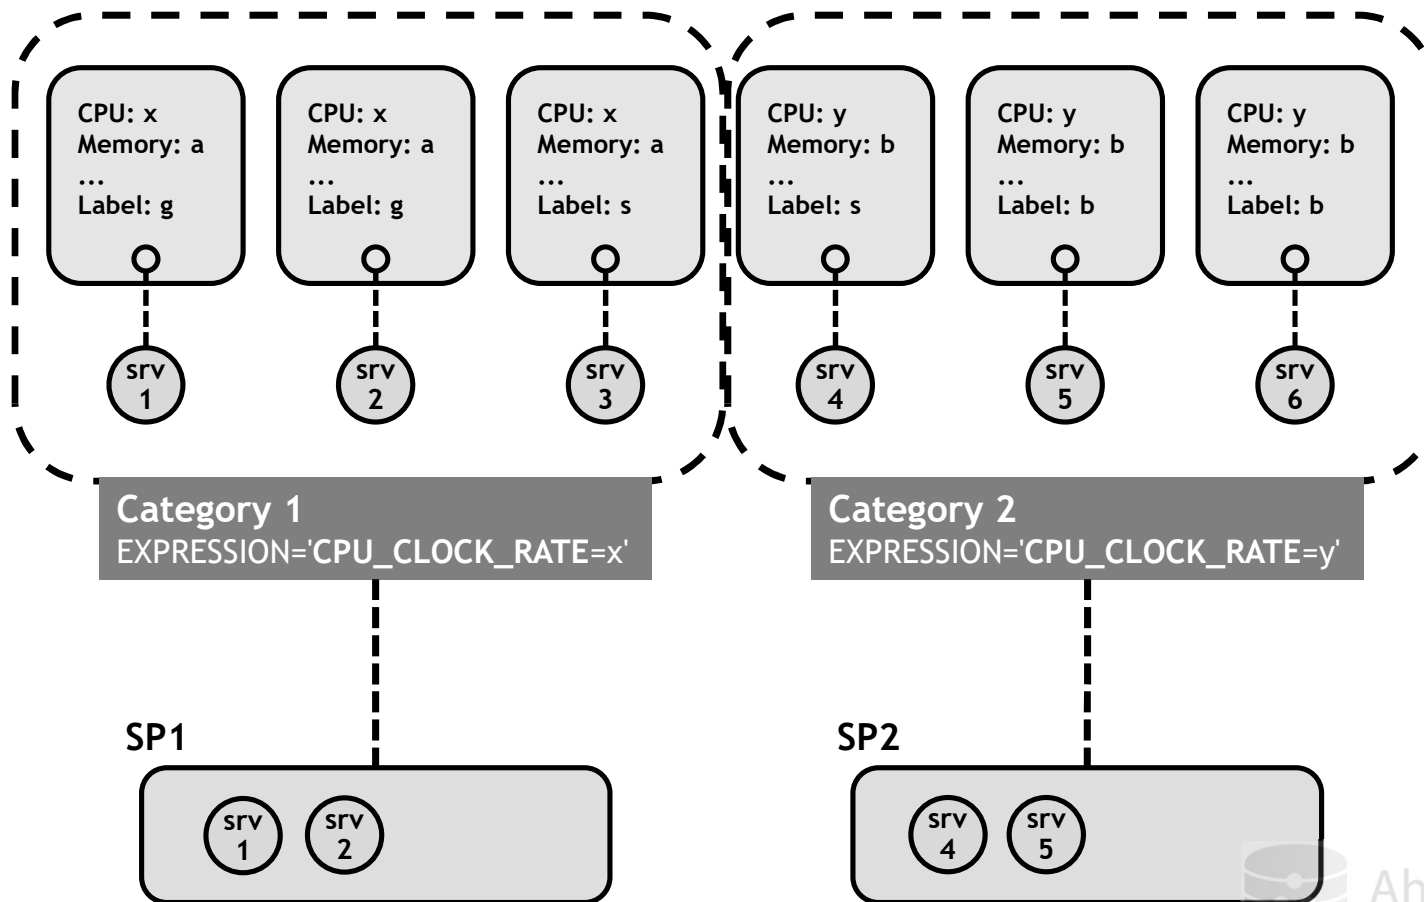 CPU: x
Memory: a
...
Label: g
CPU: x
Memory: a
...
Label: g
CPU: x
Memory: a
...
Label: s
CPU: y
Memory: b
...
Label: s
CPU: y
Memory: b
...
Label: b
CPU: y
Memory: b
...
Label: b
srv
1
srv
2
srv
3
srv
4
srv
5
srv
6
Category 1
EXPRESSION='CPU_CLOCK_RATE=x'
Category 2
EXPRESSION='CPU_CLOCK_RATE=y'
SP1
srv
1
srv
2
SP2
srv
4
srv
5
Ah